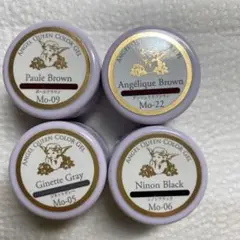 ANGEL QUEEN COLOR GEL
Paule Brown
Mo-09
ANGEL QUEEN COLOR GEL
Angélique Brown
Mo-22
ANGEL QUEEN COLOR GEL
Ginette Gray
Mo-05
ANGEL QUEEN COLOR GEL
Ninon Black
Mo-06